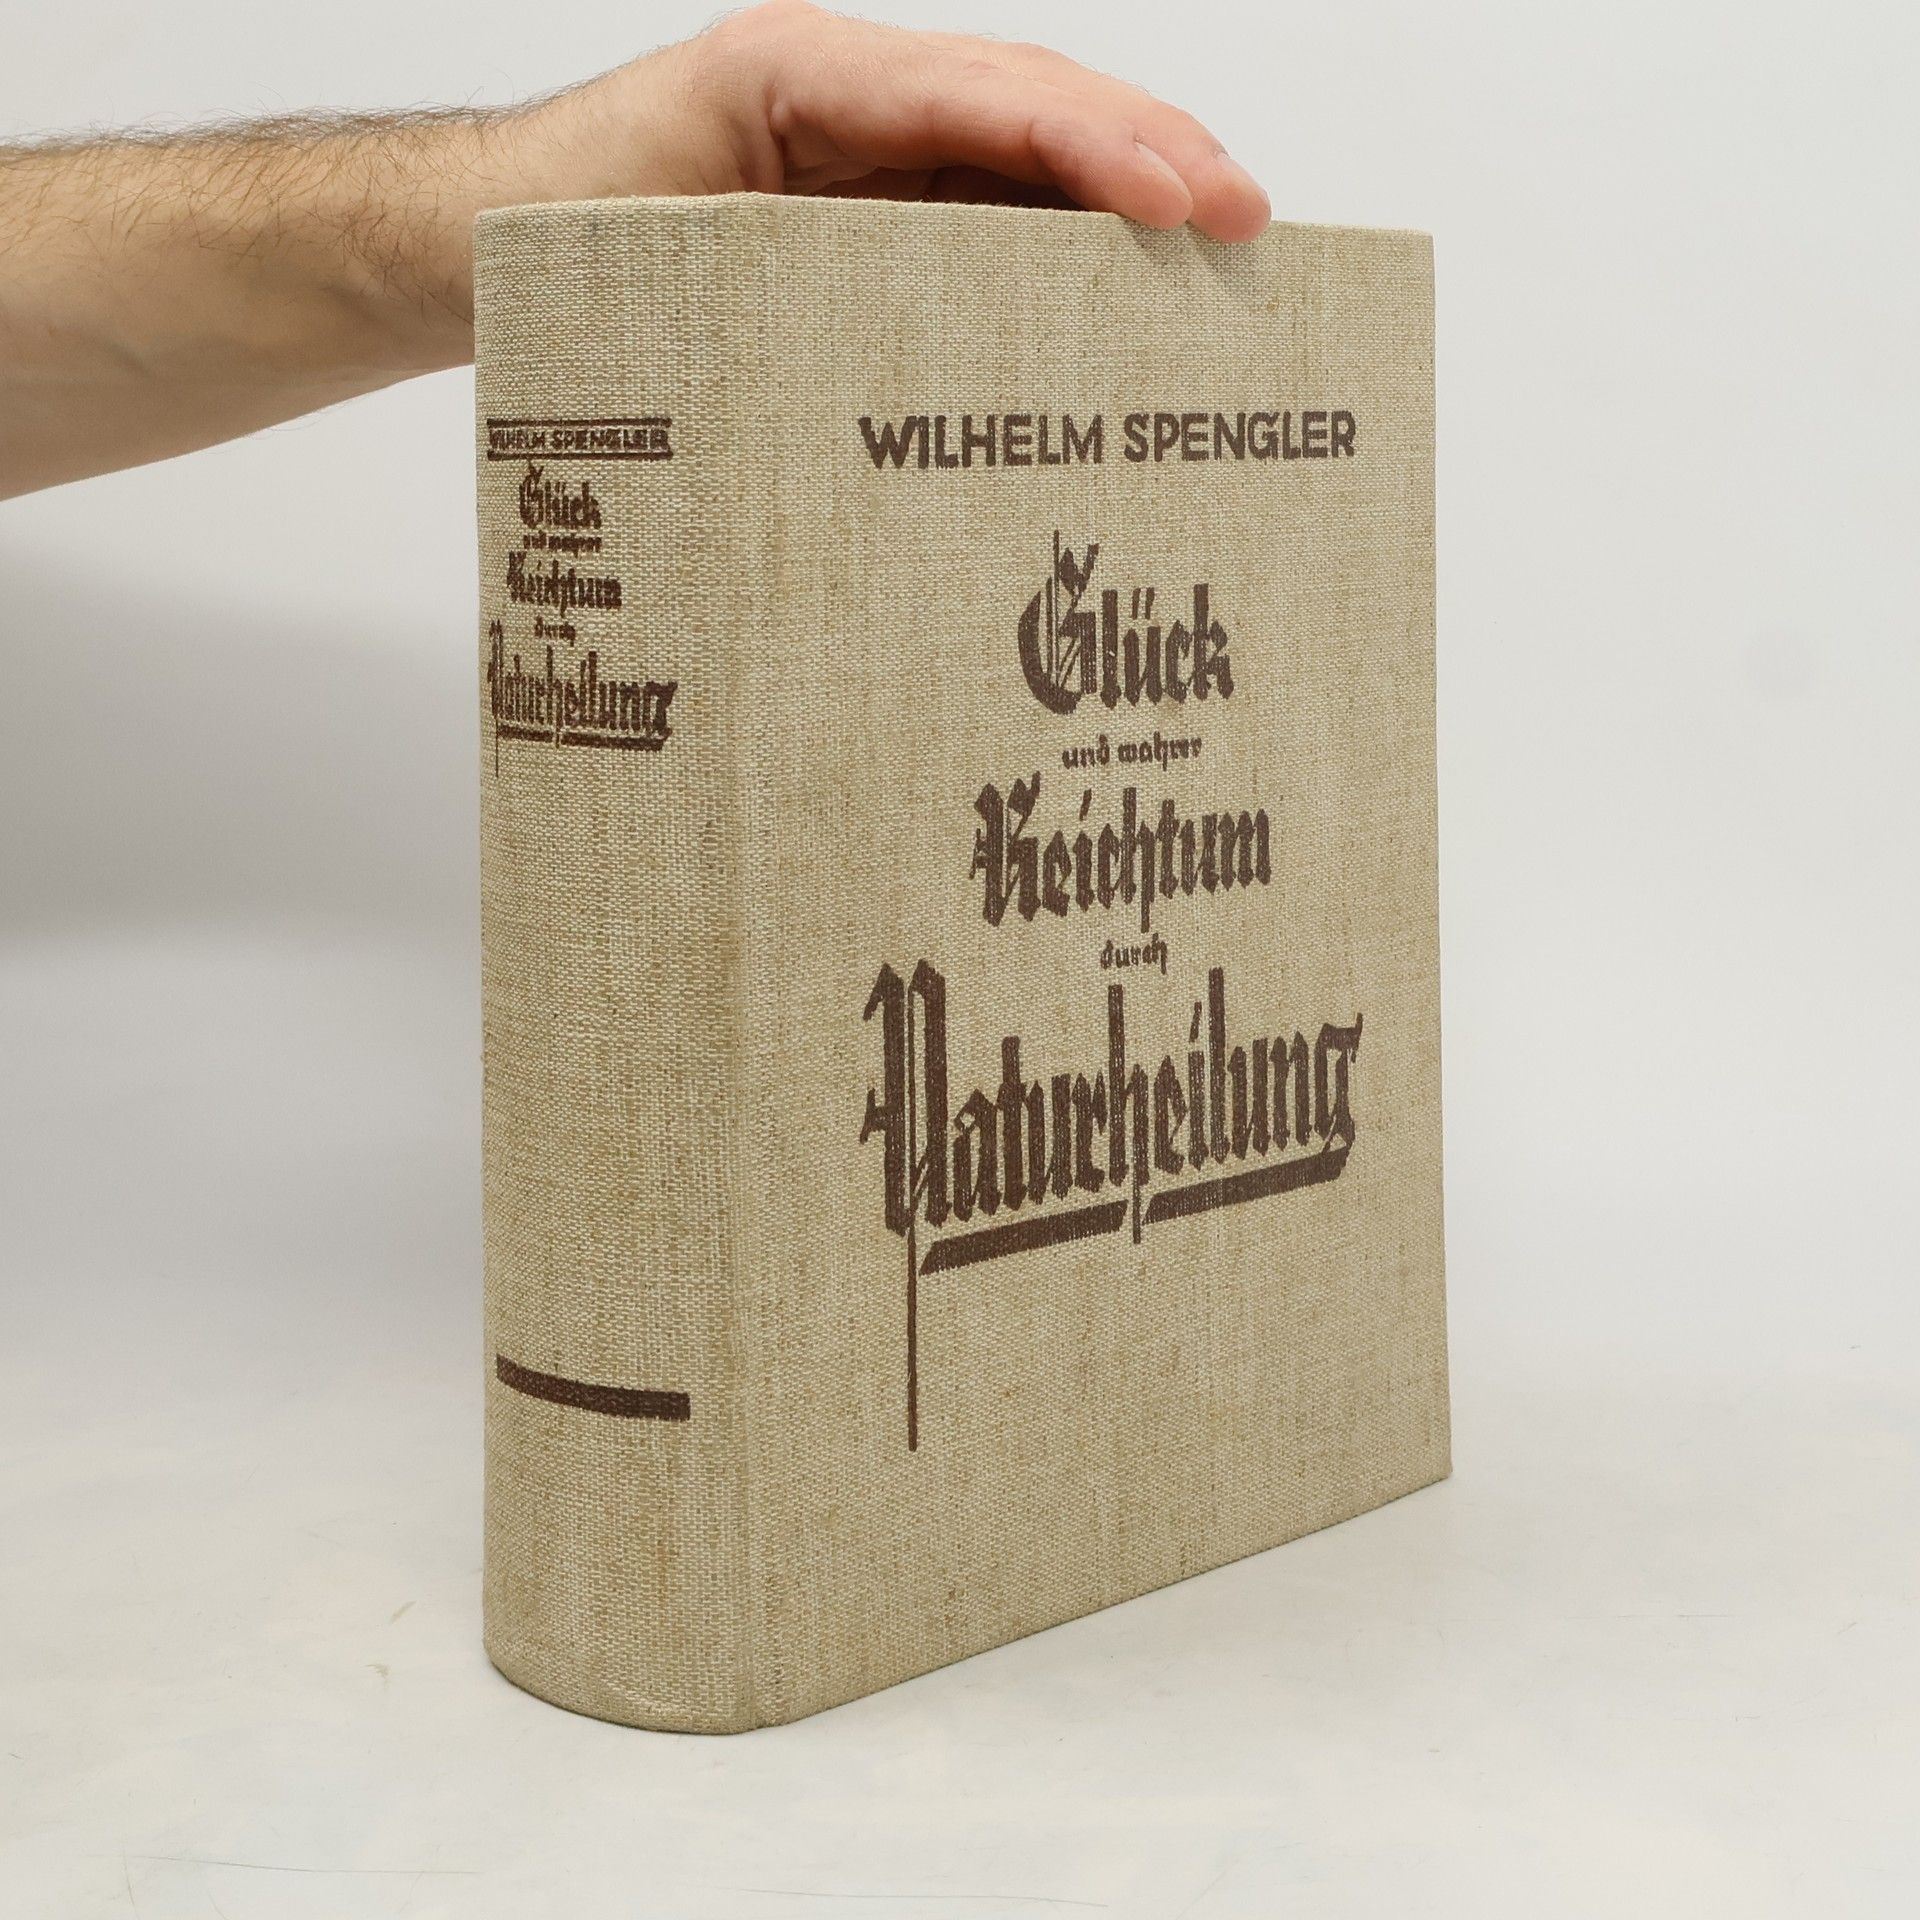 WILHELM SPENGLER
Glück
und wahrer
Reichtum
durch
Naturheilung
WILHELM SPENGLER
Glück
und wahrer
Reichtum
durch
Naturheilung